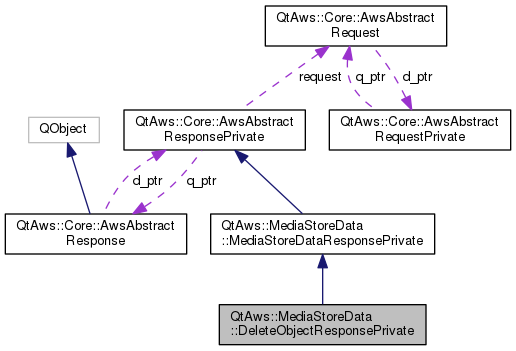 QtAws::Core::AwsAbstract
Request
request
q_ptr
d_ptr
QObject
QtAws::Core::AwsAbstract
ResponsePrivate
QtAws::Core::AwsAbstract
RequestPrivate
d_ptr
q_ptr
QtAws::Core::AwsAbstract
Response
QtAws::MediaStoreData
::MediaStoreDataResponsePrivate
QtAws::MediaStoreData
::DeleteObjectResponsePrivate